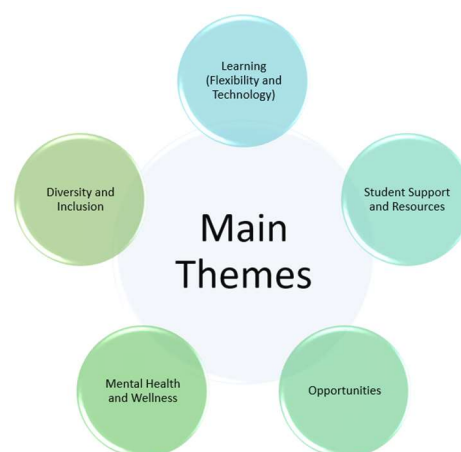 Learning
(Flexibility and
Technology)
Diversity and
Inclusion
Student Support
and Resources
Main
Themes
Mental Health
and Wellness
Opportunities